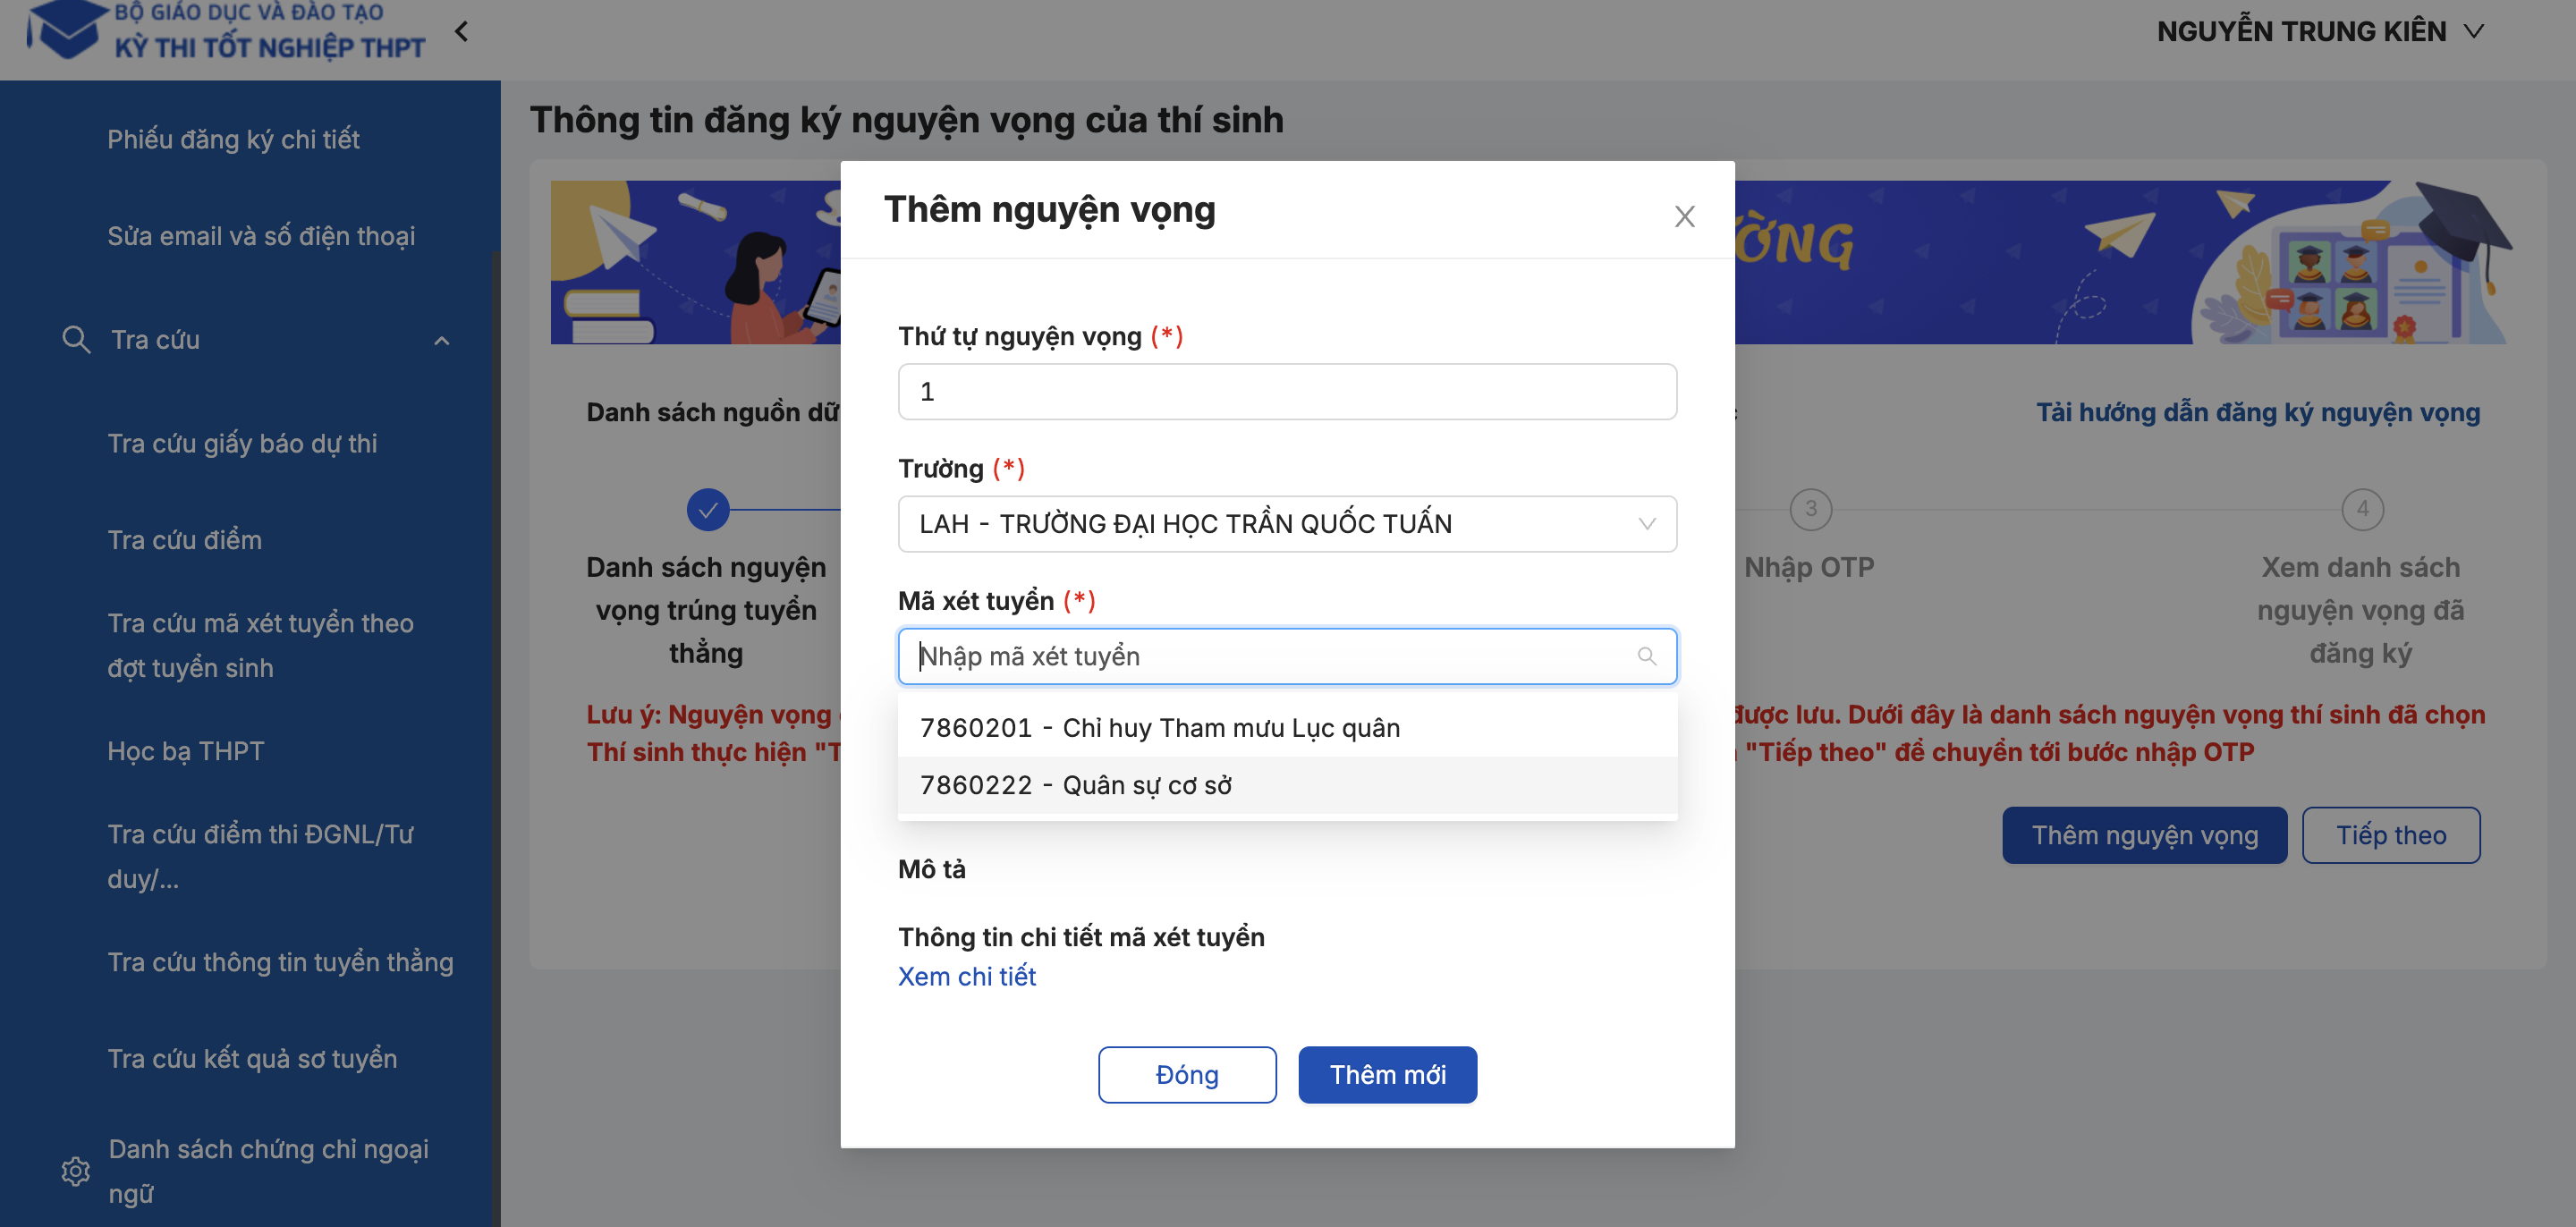 BỘ GIÁO DỤC VÀ ĐÀO TẠO
KỲ THI TỐT NGHIỆP THPT
NGUYỄN TRUNG KIÊN
Phiếu đăng ký chi tiết
Sửa email và số điện thoại
Tra cứu
Tra cứu giấy báo dự thi
Tra cứu điểm
Tra cứu mã xét tuyển theo
đợt tuyển sinh
Học bạ THPT
Tra cứu điểm thi ĐGNL/Tư
duy/...
Tra cứu thông tin tuyển thẳng
Tra cứu kết quả sơ tuyển
Danh sách chứng chỉ ngoại
ngữ
Thông tin đăng ký nguyện vọng của thí sinh
Danh sách nguồn dữ
Tải hướng dẫn đăng ký nguyện vọng
Danh sách nguyện
vọng trúng tuyển
thẳng
3
Nhập OTP
4
Xem danh sách
nguyện vọng đã
đăng ký
Lưu ý: Nguyện vọng
được lưu. Dưới đây là danh sách nguyện vọng thí sinh đã chọn
Thí sinh thực hiện "T
"Tiếp theo" để chuyển tới bước nhập OTP
Thêm nguyện vọng
Tiếp theo
Thêm nguyện vọng
Thứ tự nguyện vọng (*)
1
Trường (*)
LAH - TRƯỜNG ĐẠI HỌC TRẦN QUỐC TUẤN
Mã xét tuyển (*)
Nhập mã xét tuyển
7860201 - Chỉ huy Tham mưu Lục quân
7860222 - Quân sự cơ sở
Mô tả
Thông tin chi tiết mã xét tuyển
Xem chi tiết
Đóng
Thêm mới